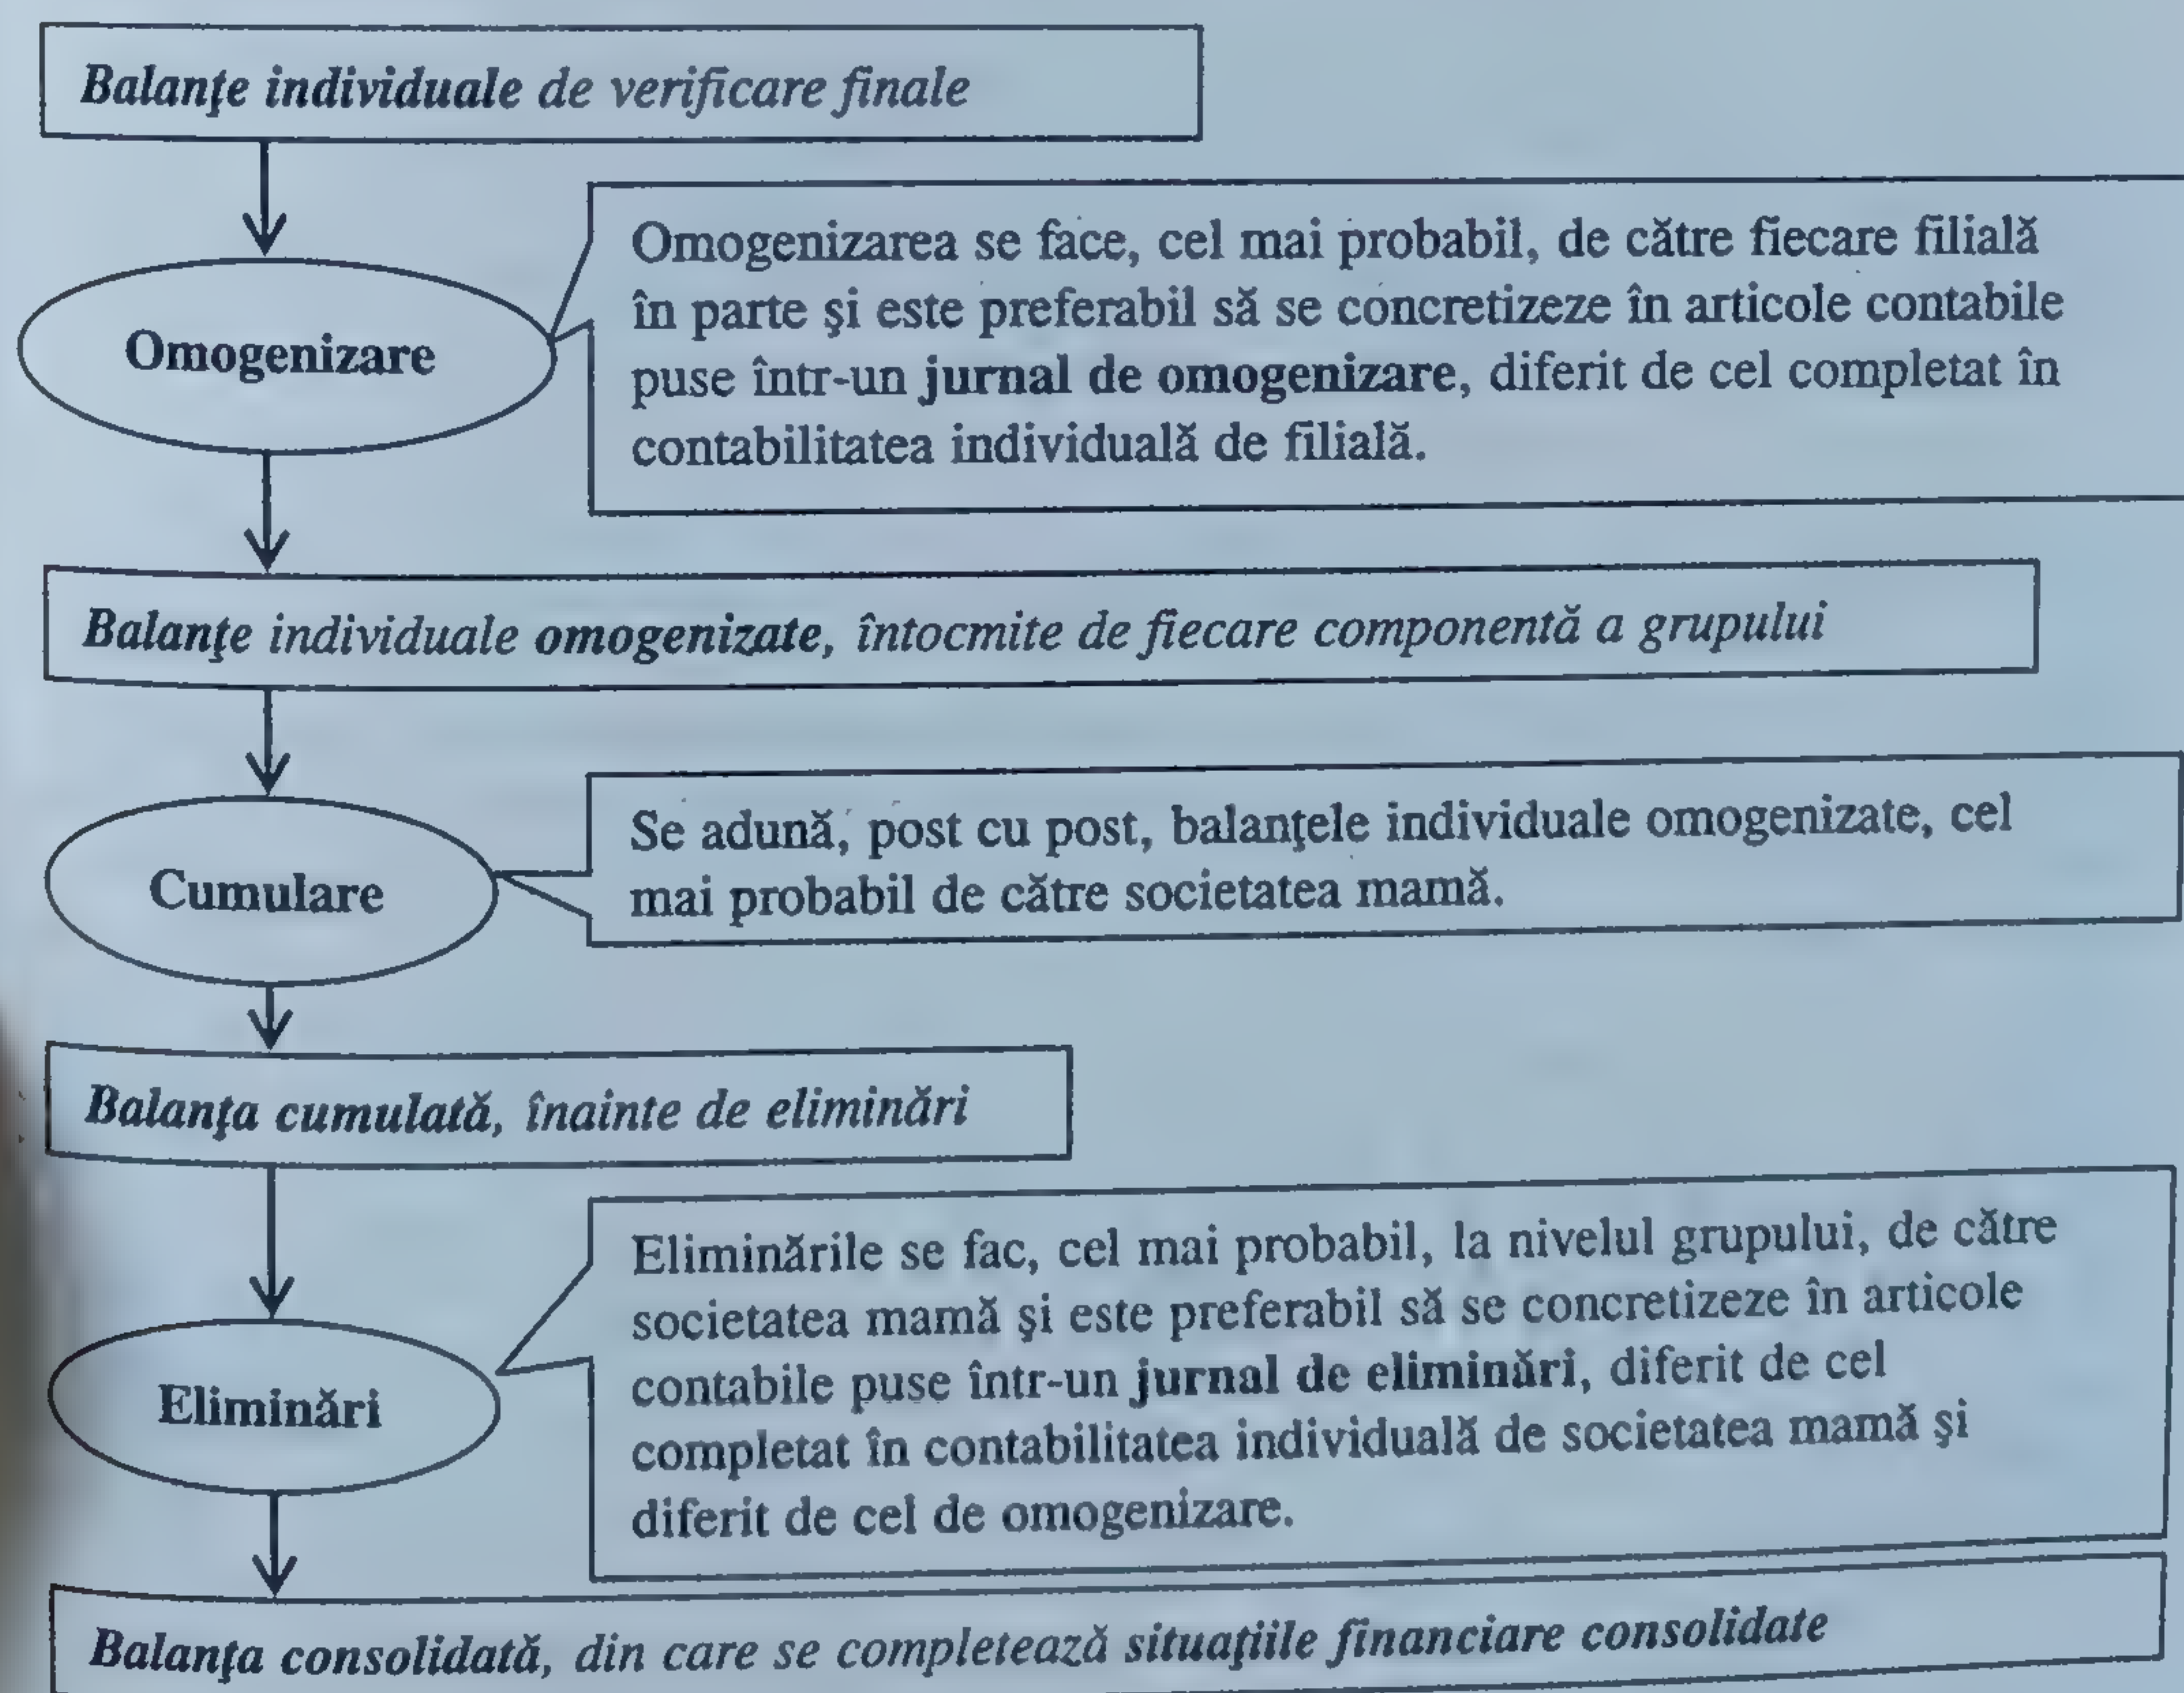 Balanţe individuale de verificare finale
Omogenizare
Omogenizarea se face, cel mai probabil, de către fiecare filială
în parte şi este preferabil să se concretizeze în articole contabile
puse într-un jurnal de omogenizare, diferit de cel completat în
contabilitatea individuală de filială.
Balanţe individuale omogenizate, întocmite de fiecare componentă a grupului
Cumulare
Se adună, post cu post, balanţele individuale omogenizate, cel
mai probabil de către societatea mamă.
Balanţa cumulată, înainte de eliminări
Eliminări
Eliminările se fac, cel mai probabil, la nivelul grupului, de către
societatea mamă şi este preferabil să se concretizeze în articole
contabile puse într-un jurnal de eliminări, diferit de cel
completat în contabilitatea individuală de societatea mamă şi
diferit de cel de omogenizare.
Balanţa consolidată, din care se completează situaţiile financiare consolidate